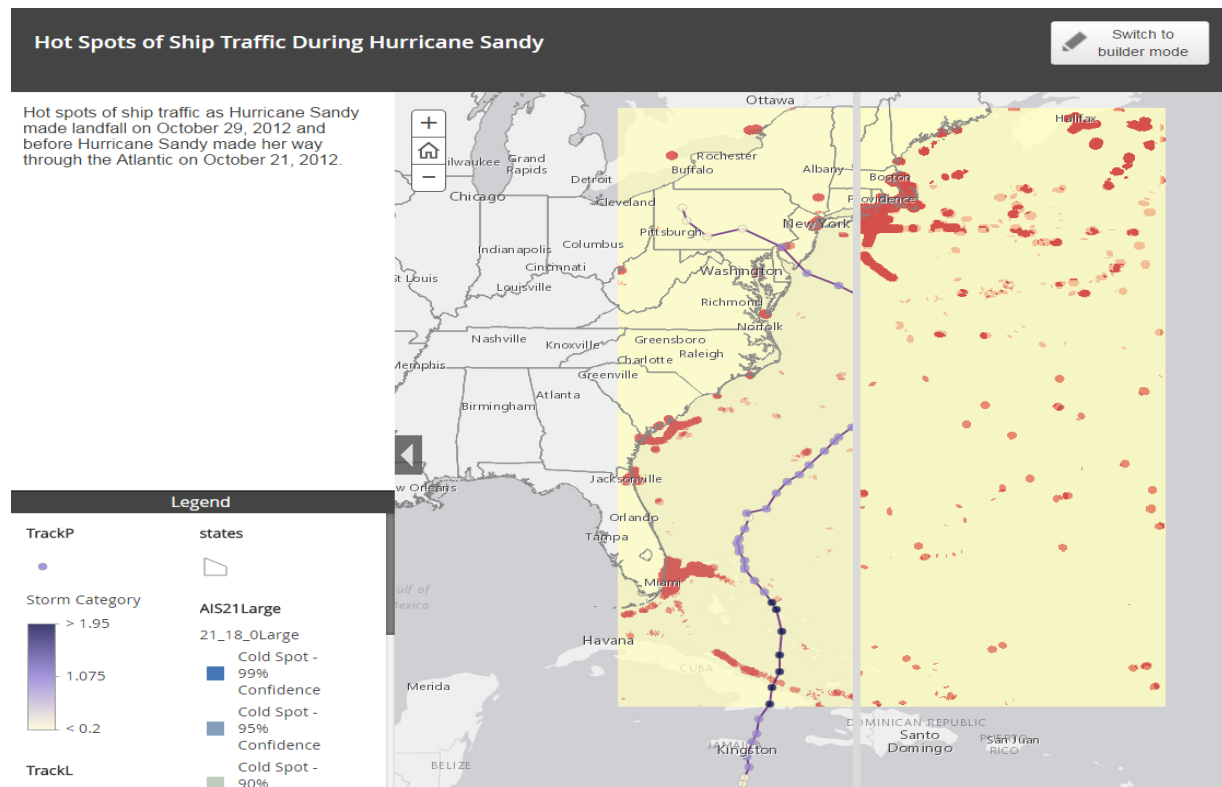 Hot Spots of Ship Traffic During Hurricane Sandy
Switch to
builder mode
Hot spots of ship traffic as Hurricane Sandy
made landfall on October 29, 2012 and
before Hurricane Sandy made her way
through the Atlantic on October 21, 2012.
+
−
Ottawa
Halifax
ilwaukee
Grand
Rapids
Rochester
Buffalo
Albany
Boston
Detroit
Chicago
Cleveland
Providence
New York
Pittsburgh
Indianapolis
Columbus
Cincinnati
Washington
St Louis
Louisville
Richmond
Norfolk
Nashville
Knoxville
Greensboro
Raleigh
Charlotte
Memphis
Greenville
Atlanta
Birmingham
Jacksonville
w Orleans
Orlando
Tampa
Miami
ulf of
Mexico
Havana
CUBA
Merida
DOMINICAN REPUBLIC
Santo
Domingo
San Juan
PUERTO
RICO
JAMAICA
Kingston
BELIZE
Legend
TrackP
Storm Category
> 1.95
1.075
< 0.2
TrackL
states
AIS21Large
21_18_0Large
Cold Spot -
99%
Confidence
Cold Spot -
95%
Confidence
Cold Spot -
90%